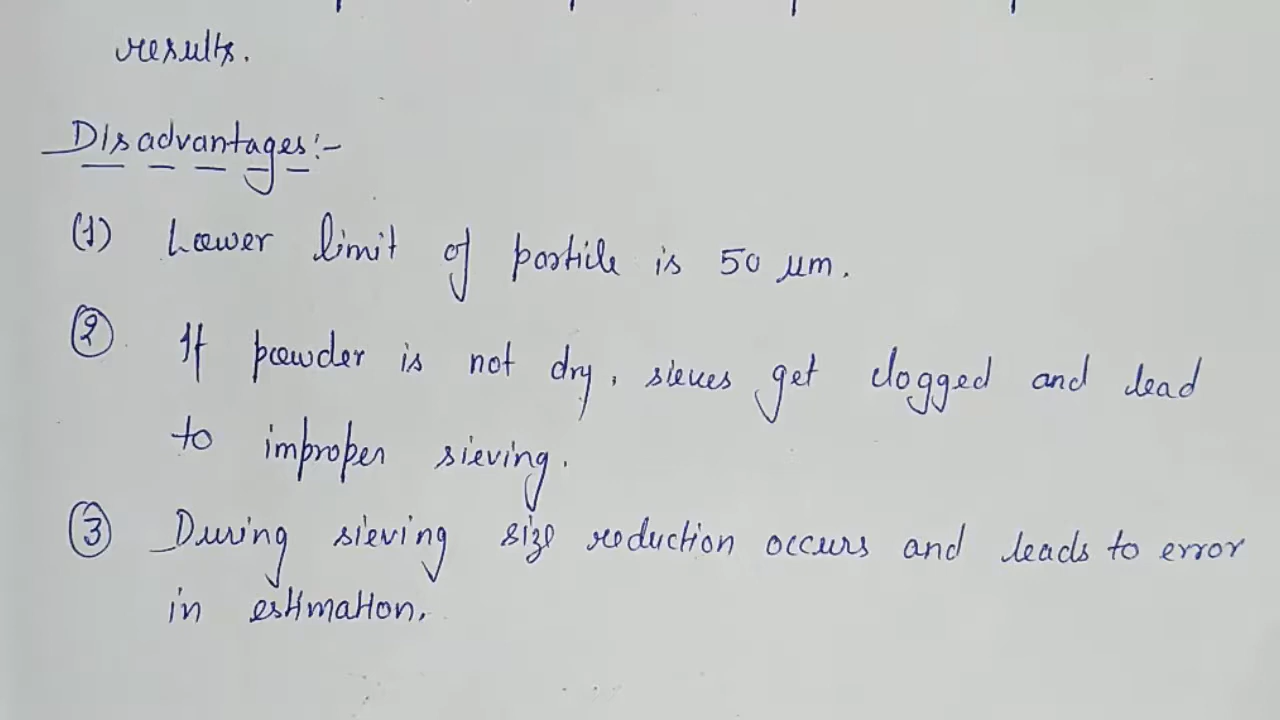 results.
Disadvantages:-
(1) Lower limit of particle is 50 µm.
2 If powder is not dry, sieves get clogged and lead
to improper sieving.
3 During sieving size reduction occurs and leads to error
in estimation.